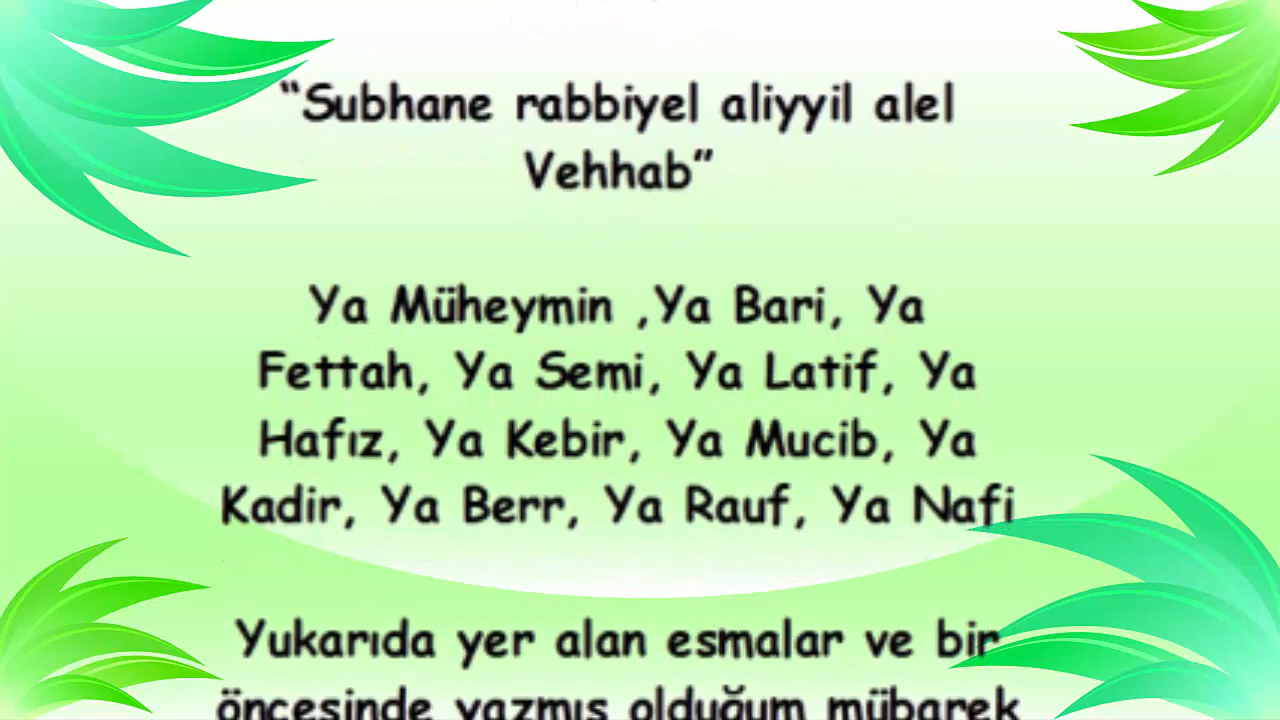 “Subhane rabbiyel aliyyil alel
Vehhab”
Ya Müheymin ,Ya Bari, Ya
Fettah, Ya Semi, Ya Latif, Ya
Hafız, Ya Kebir, Ya Mucib, Ya
Kadir, Ya Berr, Ya Rauf, Ya Nafi
Yukarıda yer alan esmalar ve bir
öncesinde yazmış olduğum mübarek